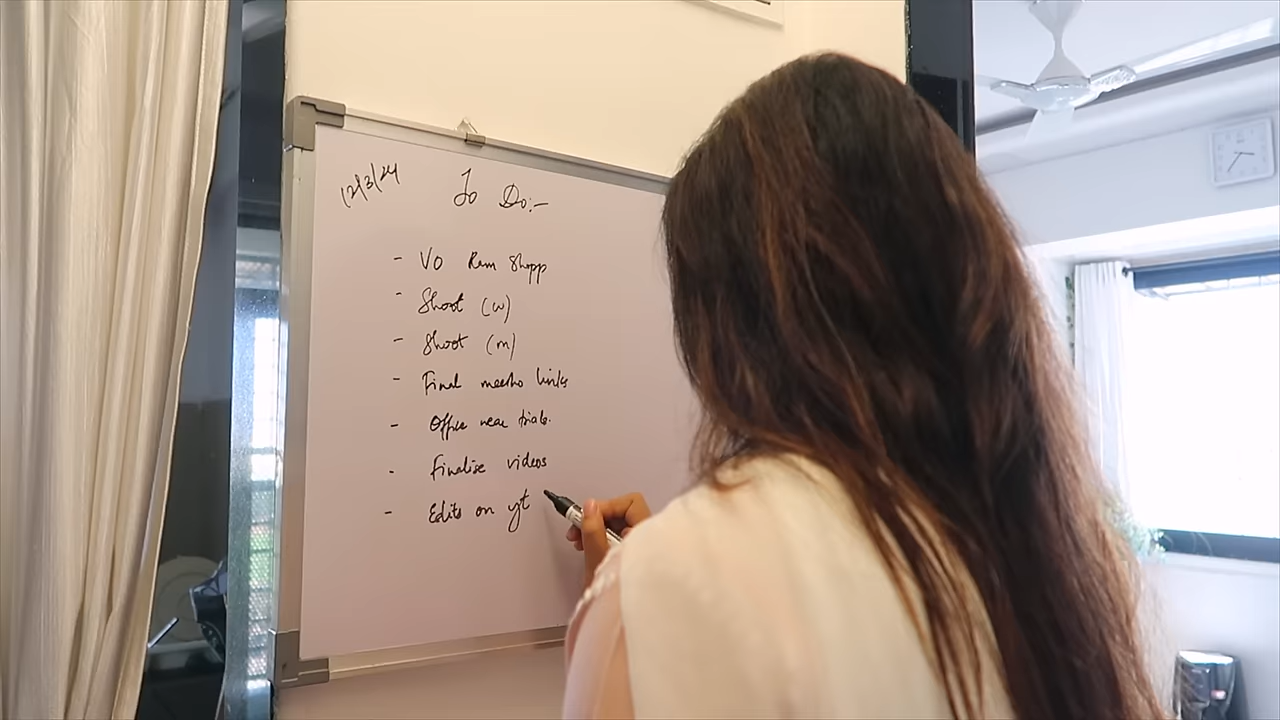 12/3/24
To Do:-
- VO Ram Shopp
- Shoot (w)
- Shoot (m)
- Final meesho links
- Office wear trials.
- Finalise videos
- Edits on yt